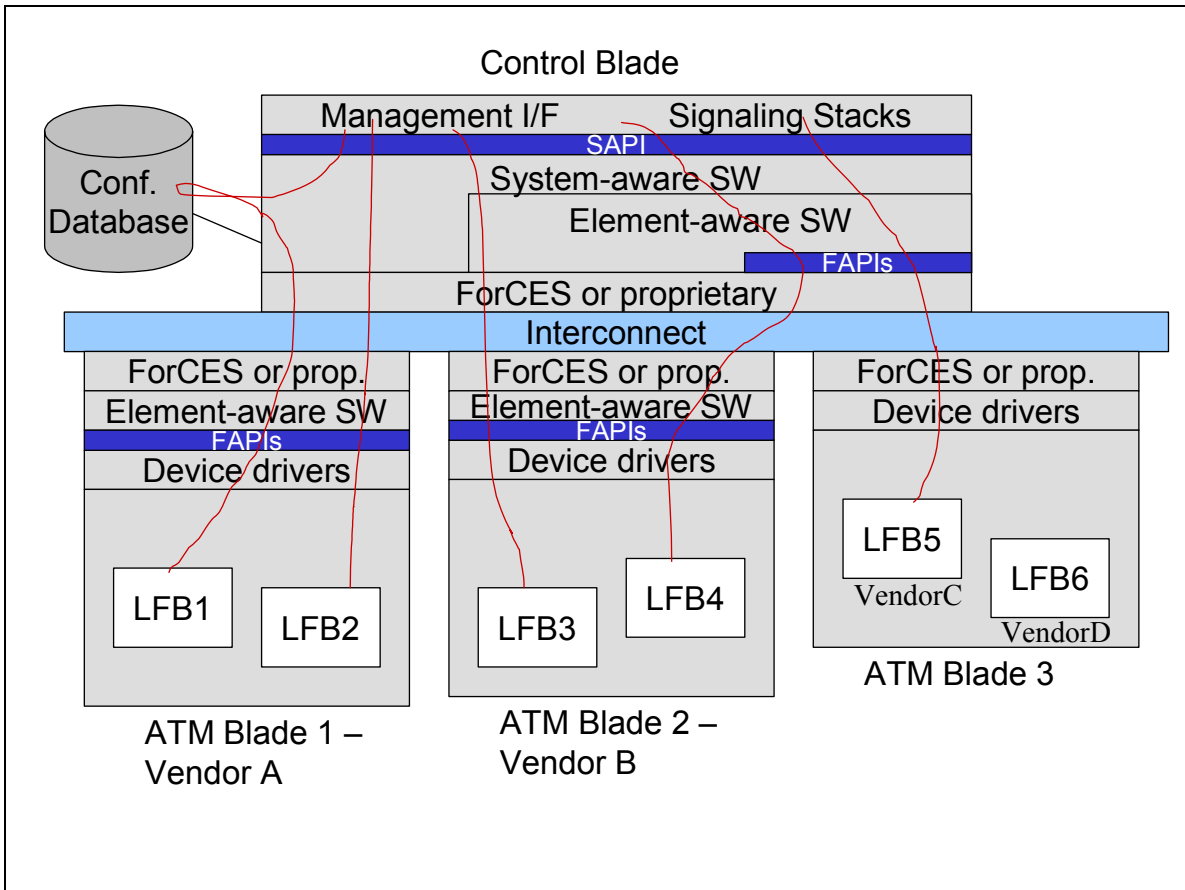 Control Blade
Management I/F
Signaling Stacks
SAPI
Conf.
Database
System-aware SW
Element-aware SW
FAPIs
ForCES or proprietary
Interconnect
ForCES or prop.
Element-aware SW
FAPIs
Device drivers
LFB1
LFB2
ATM Blade 1 –
Vendor A
ForCES or prop.
Element-aware SW
FAPIs
Device drivers
LFB3
LFB4
ATM Blade 2 –
Vendor B
ForCES or prop.
Device drivers
LFB5
VendorC
LFB6
VendorD
ATM Blade 3